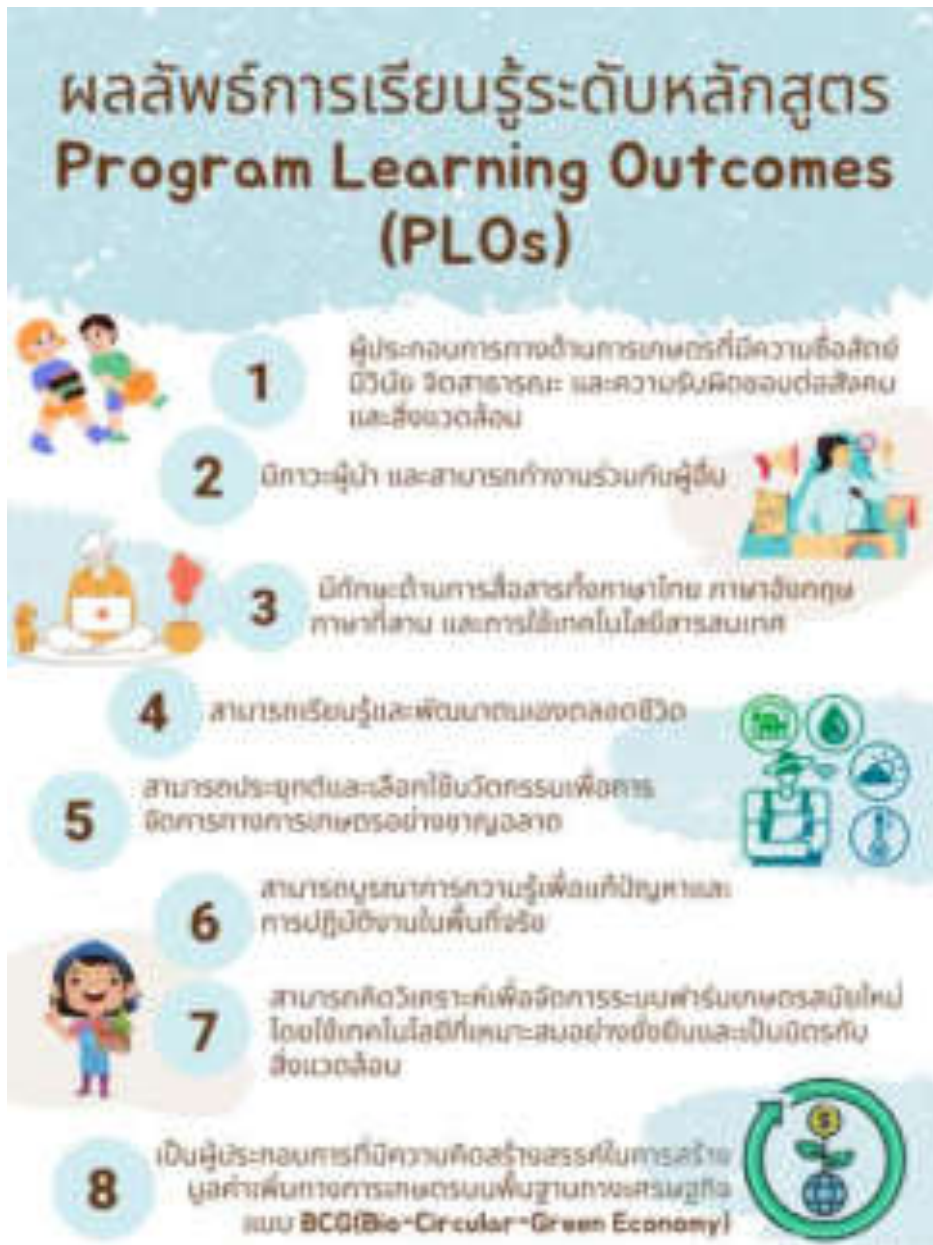 ผลลัพธ์การเรียนรู้ระดับหลักสูตร
Program Learning Outcomes
(PLOs)
1
ผู้ประกอบการทางด้านการเกษตรที่มีความซื่อสัตย์
มีวินัย จิตสาธารณะ และความรับผิดชอบต่อสังคม
และสิ่งแวดล้อม
2
มีภาวะผู้นำ และสามารถทำงานร่วมกับผู้อื่น
3
มีทักษะด้านการสื่อสารทั้งภาษาไทย ภาษาอังกฤษ
ภาษาที่สาม และการใช้เทคโนโลยีสารสนเทศ
4
สามารถเรียนรู้และพัฒนาตนเองตลอดชีวิต
5
สามารถประยุกต์และเลือกใช้นวัตกรรมเพื่อการ
จัดการทางการเกษตรอย่างชาญฉลาด
6
สามารถบูรณาการความรู้เพื่อแก้ปัญหาและ
การปฏิบัติงานในพื้นที่จริง
7
สามารถคิดวิเคราะห์เพื่อจัดการระบบฟาร์มเกษตรสมัยใหม่
โดยใช้เทคโนโลยีที่เหมาะสมอย่างยั่งยืนและเป็นมิตรกับ
สิ่งแวดล้อม
8
เป็นผู้ประกอบการที่มีความคิดสร้างสรรค์ในการสร้าง
มูลค่าเพิ่มทางการเกษตรบนพื้นฐานทางเศรษฐกิจ
แบบ BCG(Bio-Circular-Green Economy)